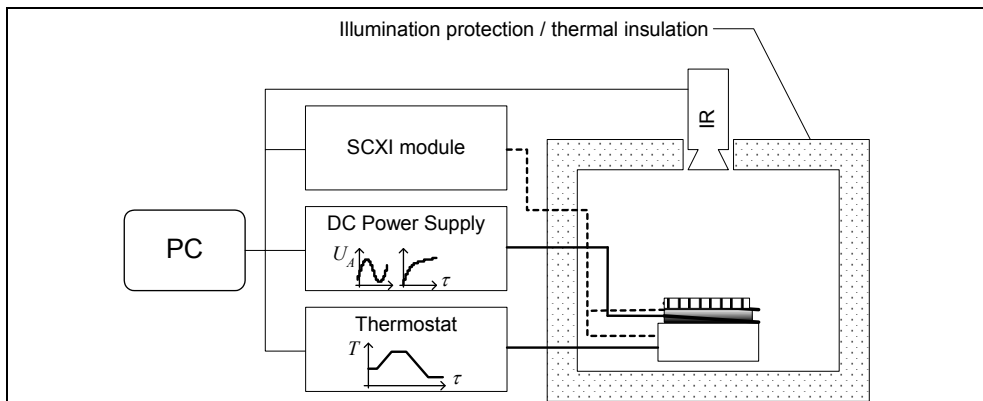 Illumination protection / thermal insulation
IR
SCXI module
PC
DC Power Supply
U_A
τ
Thermostat
T
τ